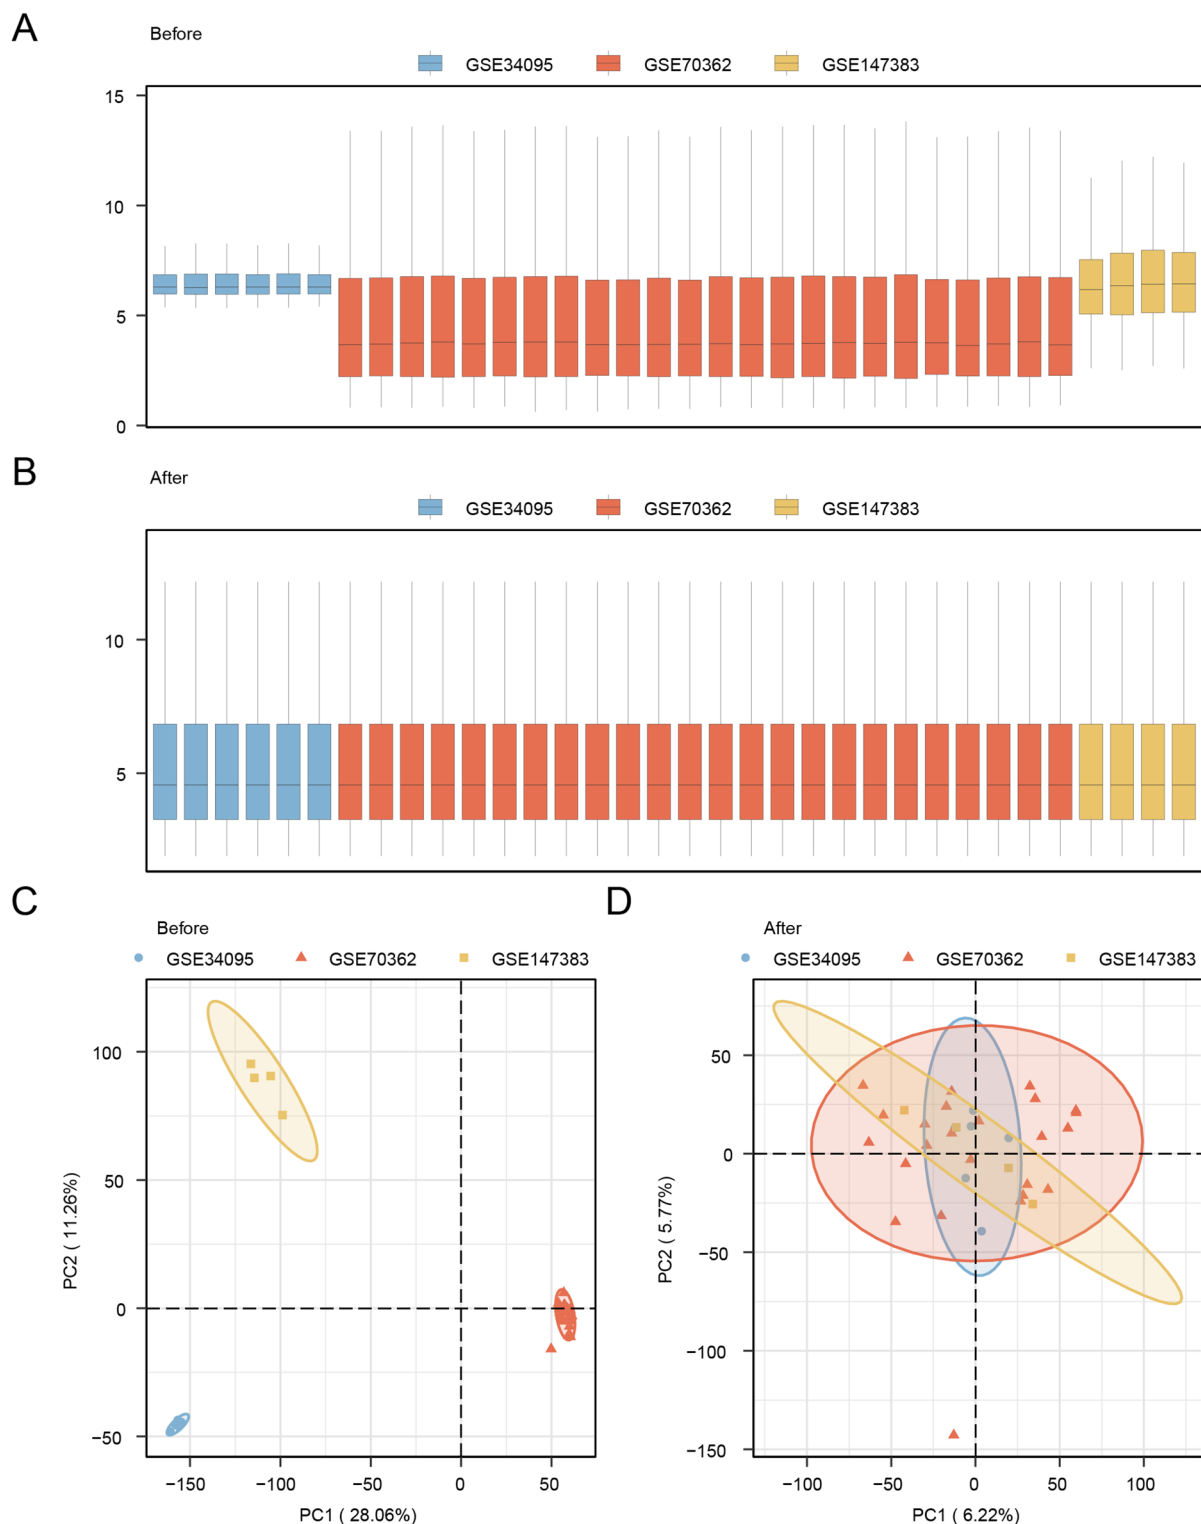 A
Before
GSE34095 GSE70362 GSE147383
15
10
5
0
B
After
GSE34095 GSE70362 GSE147383
10
5
C
Before
GSE34095 GSE70362 GSE147383
100
50
0
−50
PC2 ( 11.26%)
−150 −100 −50 0 50
PC1 ( 28.06%)
D
After
GSE34095 GSE70362 GSE147383
50
0
−50
−100
−150
PC2 ( 5.77%)
−100 −50 0 50 100
PC1 ( 6.22%)